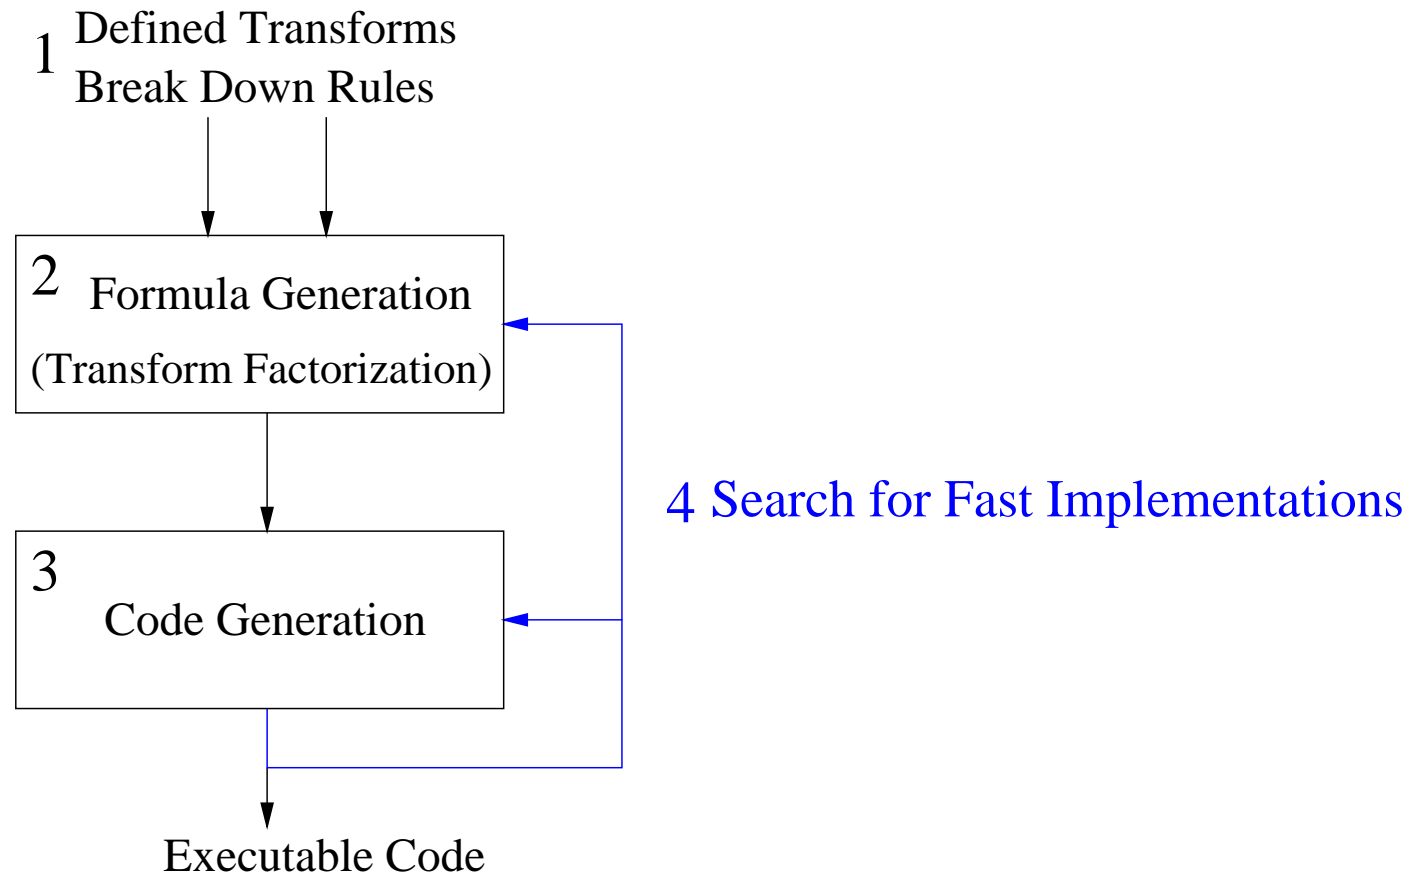 1 Defined Transforms
Break Down Rules
2 Formula Generation
(Transform Factorization)
4 Search for Fast Implementations
3
Code Generation
Executable Code